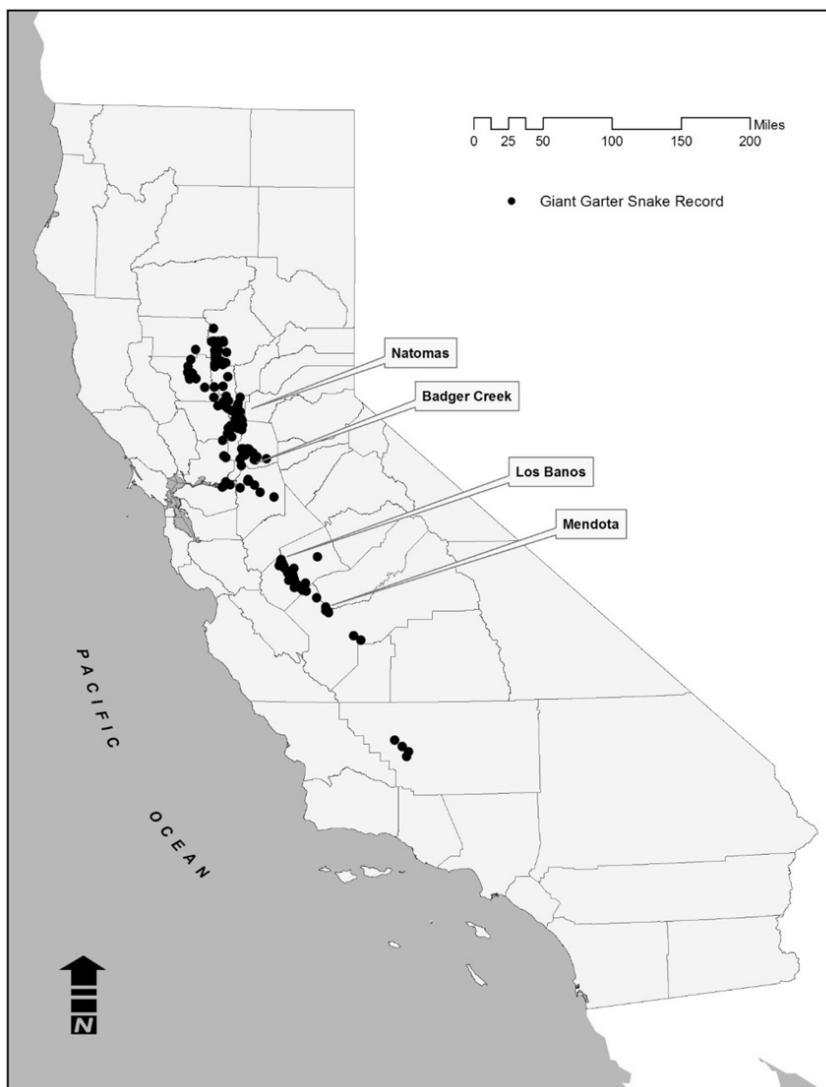 Miles
0 25 50 100 150 200
Giant Garter Snake Record
Natomas
Badger Creek
Los Banos
Mendota
PACIFIC
OCEAN
N